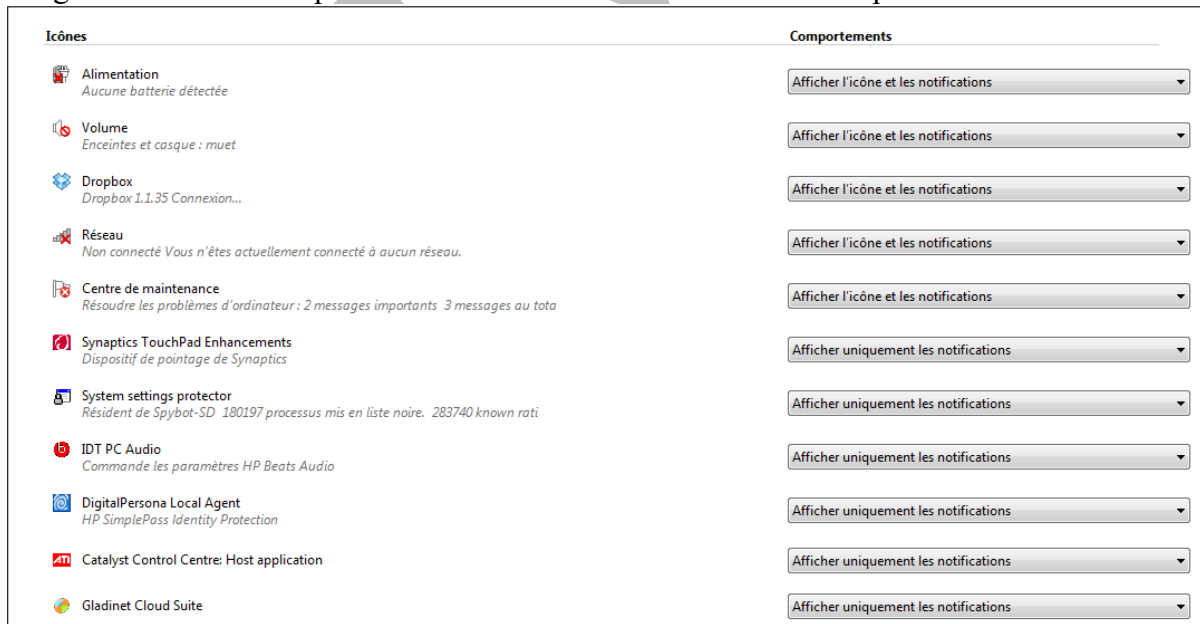 Icônes Comportements
Alimentation
Aucune batterie détectée
Afficher l'icône et les notifications
Volume
Enceintes et casque : muet
Afficher l'icône et les notifications
Dropbox
Dropbox 1.1.35 Connexion...
Afficher l'icône et les notifications
Réseau
Non connecté Vous n'êtes actuellement connecté à aucun réseau.
Afficher l'icône et les notifications
Centre de maintenance
Résoudre les problèmes d'ordinateur : 2 messages importants 3 messages au tota
Afficher l'icône et les notifications
Synaptics TouchPad Enhancements
Dispositif de pointage de Synaptics
Afficher uniquement les notifications
System settings protector
Résident de Spybot-SD 180197 processus mis en liste noire. 283740 known rati
Afficher uniquement les notifications
IDT PC Audio
Commande les paramètres HP Beats Audio
Afficher uniquement les notifications
DigitalPersona Local Agent
HP SimplePass Identity Protection
Afficher uniquement les notifications
ATI Catalyst Control Centre: Host application
Afficher uniquement les notifications
Gladinet Cloud Suite
Afficher uniquement les notifications